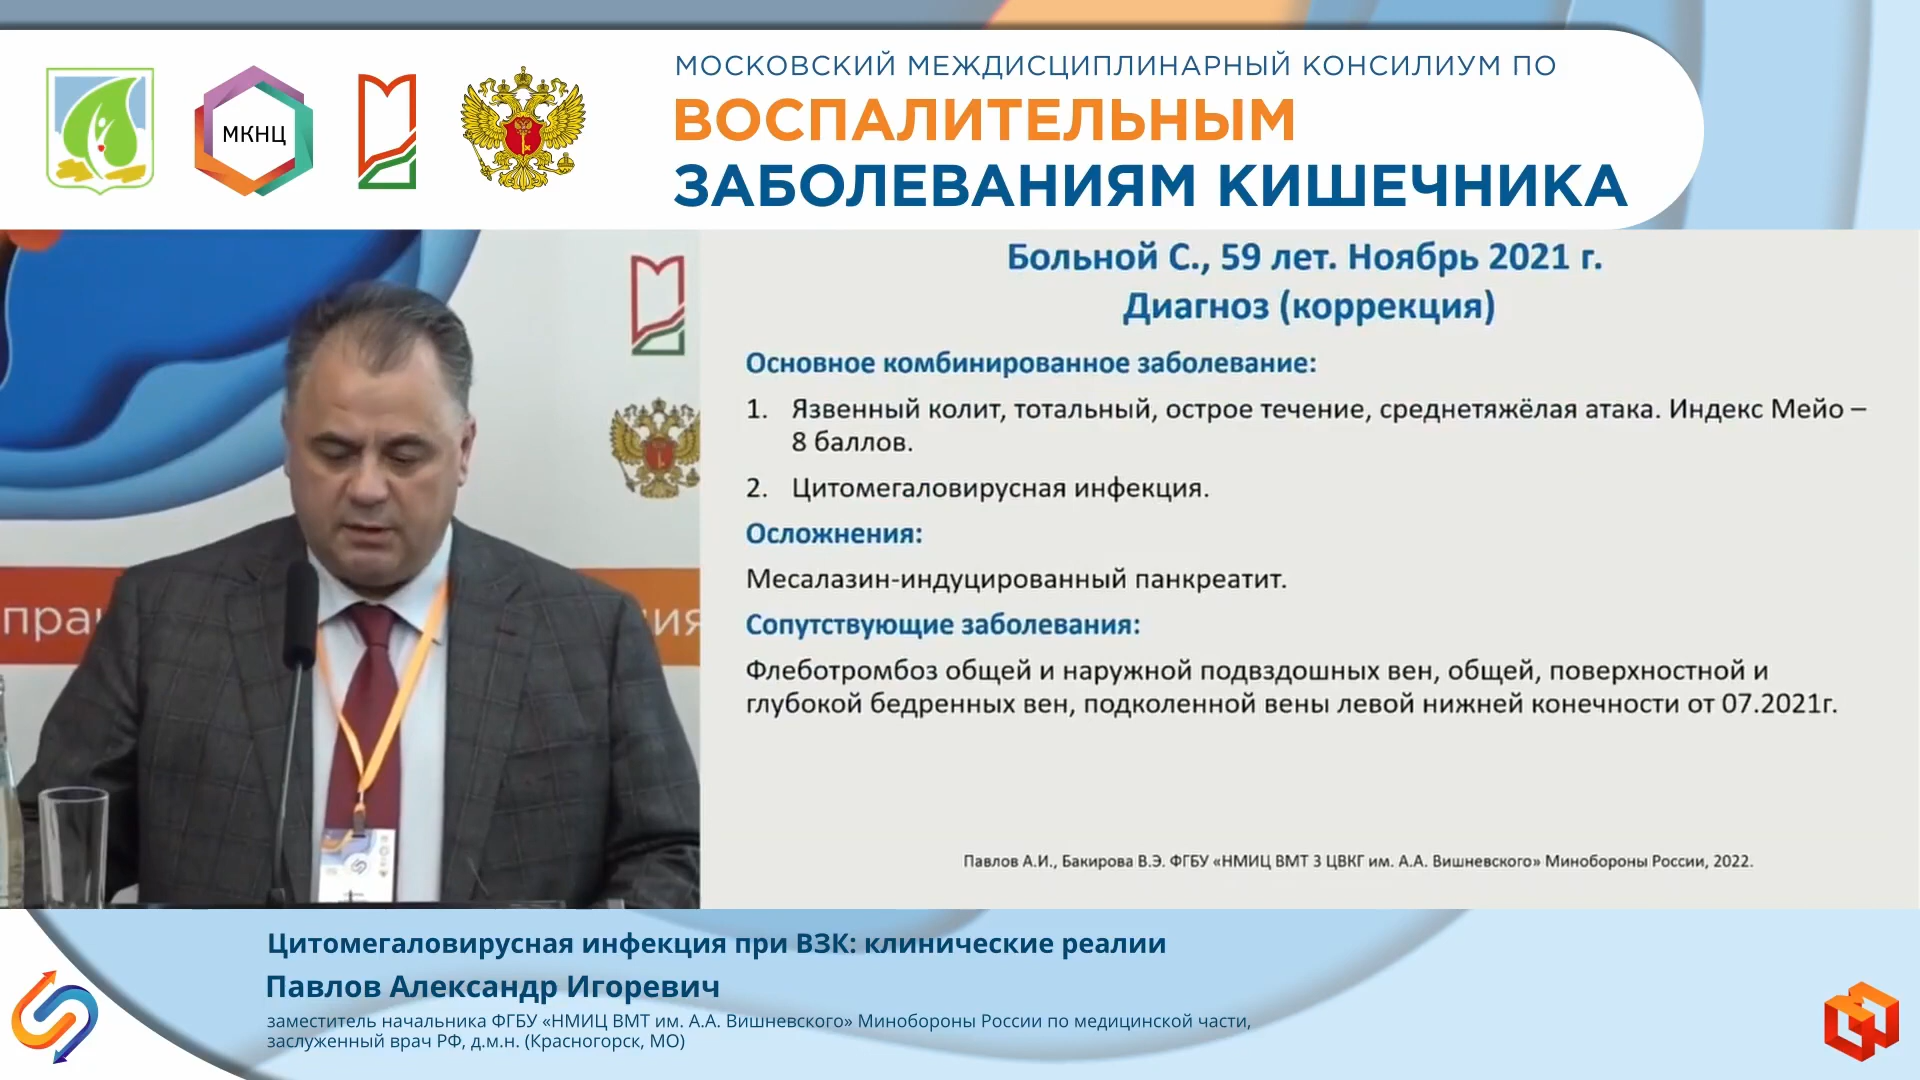 МОСКОВСКИЙ МЕЖДИСЦИПЛИНАРНЫЙ КОНСИЛИУМ ПО
ВОСПАЛИТЕЛЬНЫМ
ЗАБОЛЕВАНИЯМ КИШЕЧНИКА
МКНЦ
Больной С., 59 лет. Ноябрь 2021 г.
Диагноз (коррекция)
Основное комбинированное заболевание:
1. Язвенный колит, тотальный, острое течение, среднетяжёлая атака. Индекс Мейо –
8 баллов.
2. Цитомегаловирусная инфекция.
Осложнения:
Месалазин-индуцированный панкреатит.
Сопутствующие заболевания:
Флеботромбоз общей и наружной подвздошных вен, общей, поверхностной и
глубокой бедренных вен, подколенной вены левой нижней конечности от 07.2021г.
Павлов А.И., Бакирова В.Э. ФГБУ «НМИЦ ВМТ 3 ЦВКГ им. А.А. Вишневского» Минобороны России, 2022.
Цитомегаловирусная инфекция при ВЗК: клинические реалии
Павлов Александр Игоревич
заместитель начальника ФГБУ «НМИЦ ВМТ им. А.А. Вишневского» Минобороны России по медицинской части,
заслуженный врач РФ, д.м.н. (Красногорск, МО)